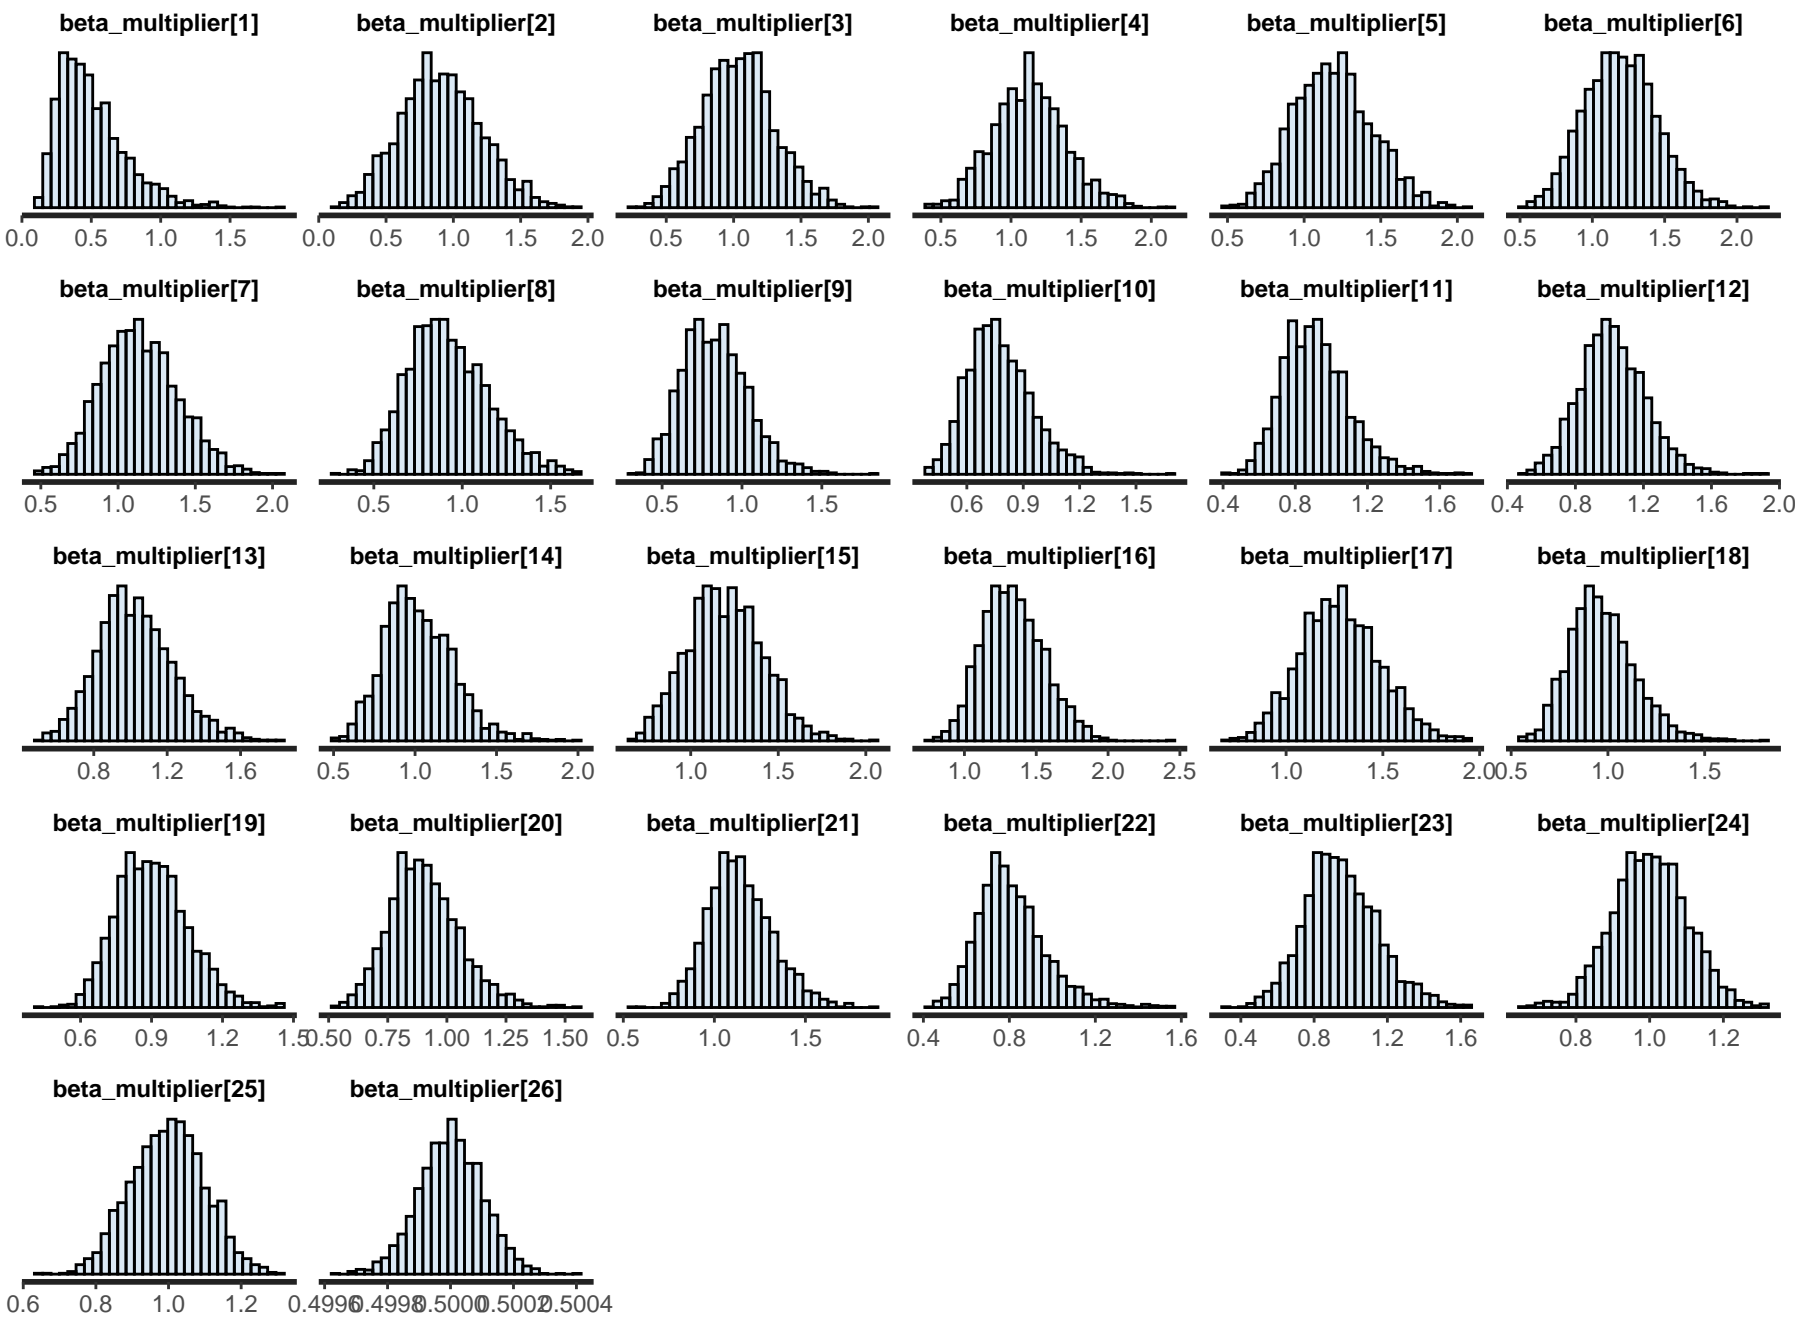 beta_multiplier[1] beta_multiplier[2] beta_multiplier[3] beta_multiplier[4] beta_multiplier[5] beta_multiplier[6]
0.0 0.5 1.0 1.5 0.0 0.5 1.0 1.5 2.0 0.5 1.0 1.5 2.0 0.5 1.0 1.5 2.0 0.5 1.0 1.5 2.0 0.5 1.0 1.5 2.0
beta_multiplier[7] beta_multiplier[8] beta_multiplier[9] beta_multiplier[10] beta_multiplier[11] beta_multiplier[12]
0.5 1.0 1.5 2.0 0.5 1.0 1.5 0.5 1.0 1.5 0.6 0.9 1.2 1.5 0.4 0.8 1.2 1.6 0.4 0.8 1.2 1.6 2.0
beta_multiplier[13] beta_multiplier[14] beta_multiplier[15] beta_multiplier[16] beta_multiplier[17] beta_multiplier[18]
0.8 1.2 1.6 0.5 1.0 1.5 2.0 1.0 1.5 2.0 1.0 1.5 2.0 2.5 1.0 1.5 2.0 0.5 1.0 1.5
beta_multiplier[19] beta_multiplier[20] beta_multiplier[21] beta_multiplier[22] beta_multiplier[23] beta_multiplier[24]
0.6 0.9 1.2 1.5 0.50 0.75 1.00 1.25 1.50 0.5 1.0 1.5 0.4 0.8 1.2 1.6 0.4 0.8 1.2 1.6 0.8 1.0 1.2
beta_multiplier[25] beta_multiplier[26]
0.6 0.8 1.0 1.2 0.4996 0.4998 0.5000 0.5002 0.5004